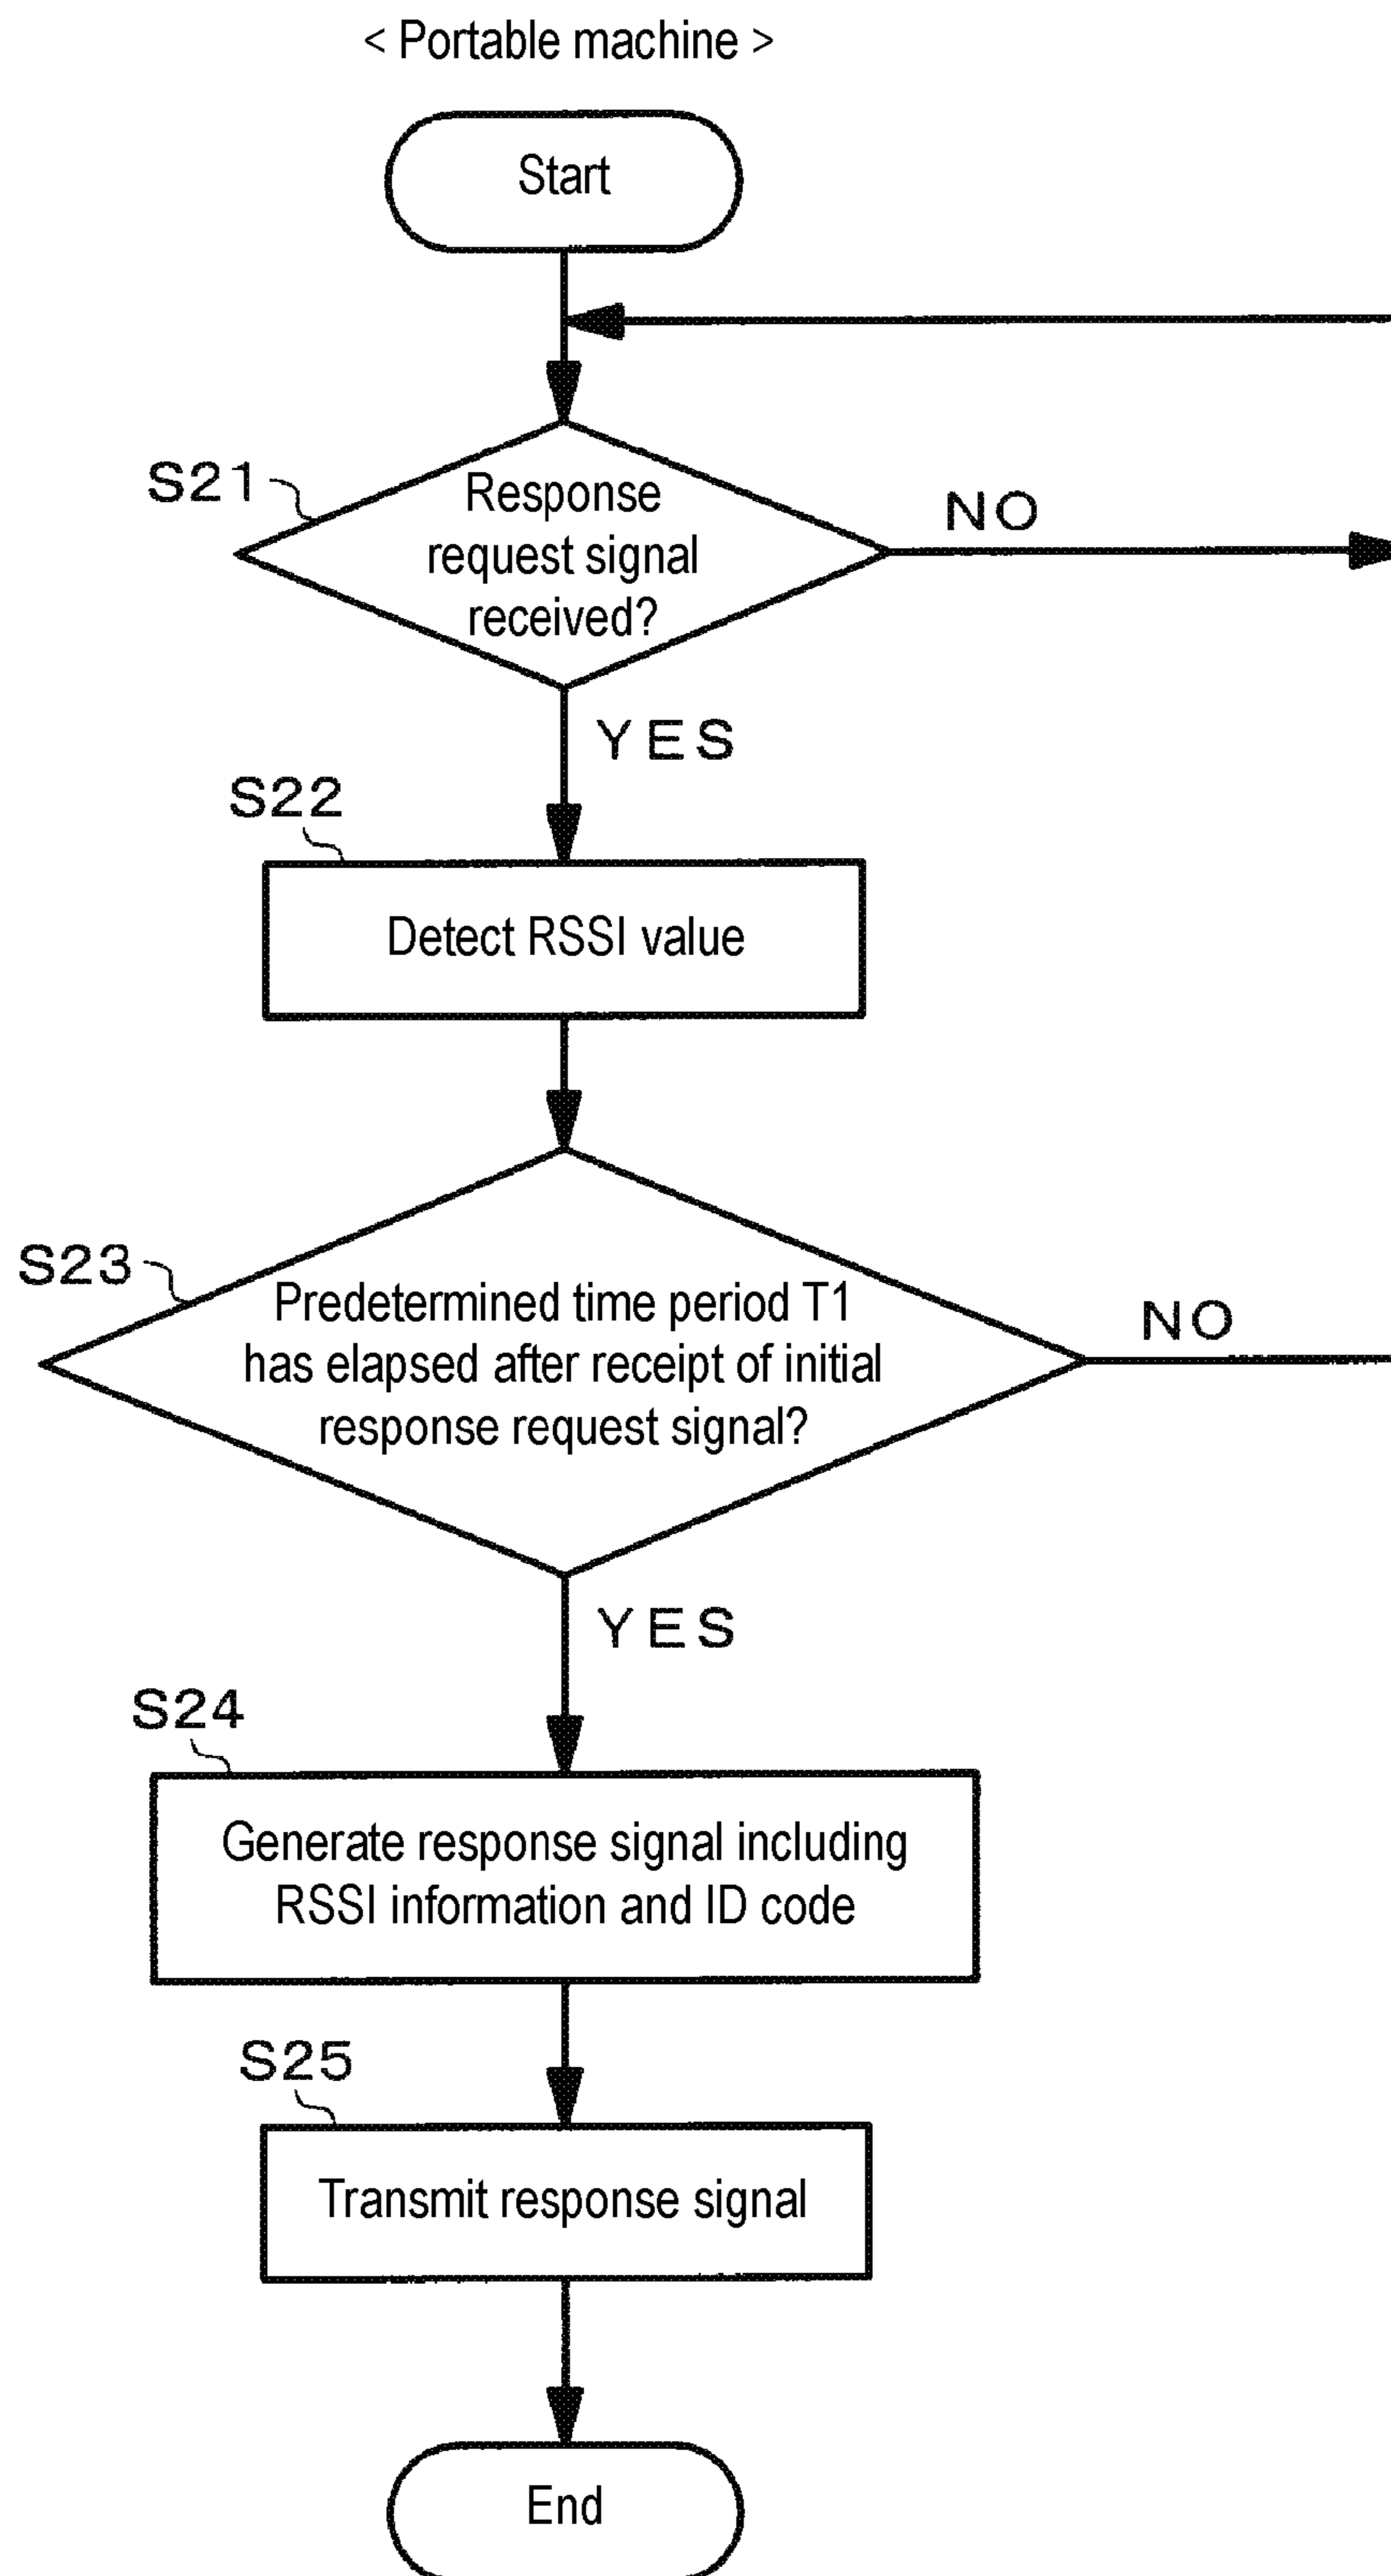 < Portable machine >
Start
S21
Response
request signal
received?
NO
YES
S22
Detect RSSI value
S23
Predetermined time period T1
has elapsed after receipt of initial
response request signal?
NO
YES
S24
Generate response signal including
RSSI information and ID code
S25
Transmit response signal
End